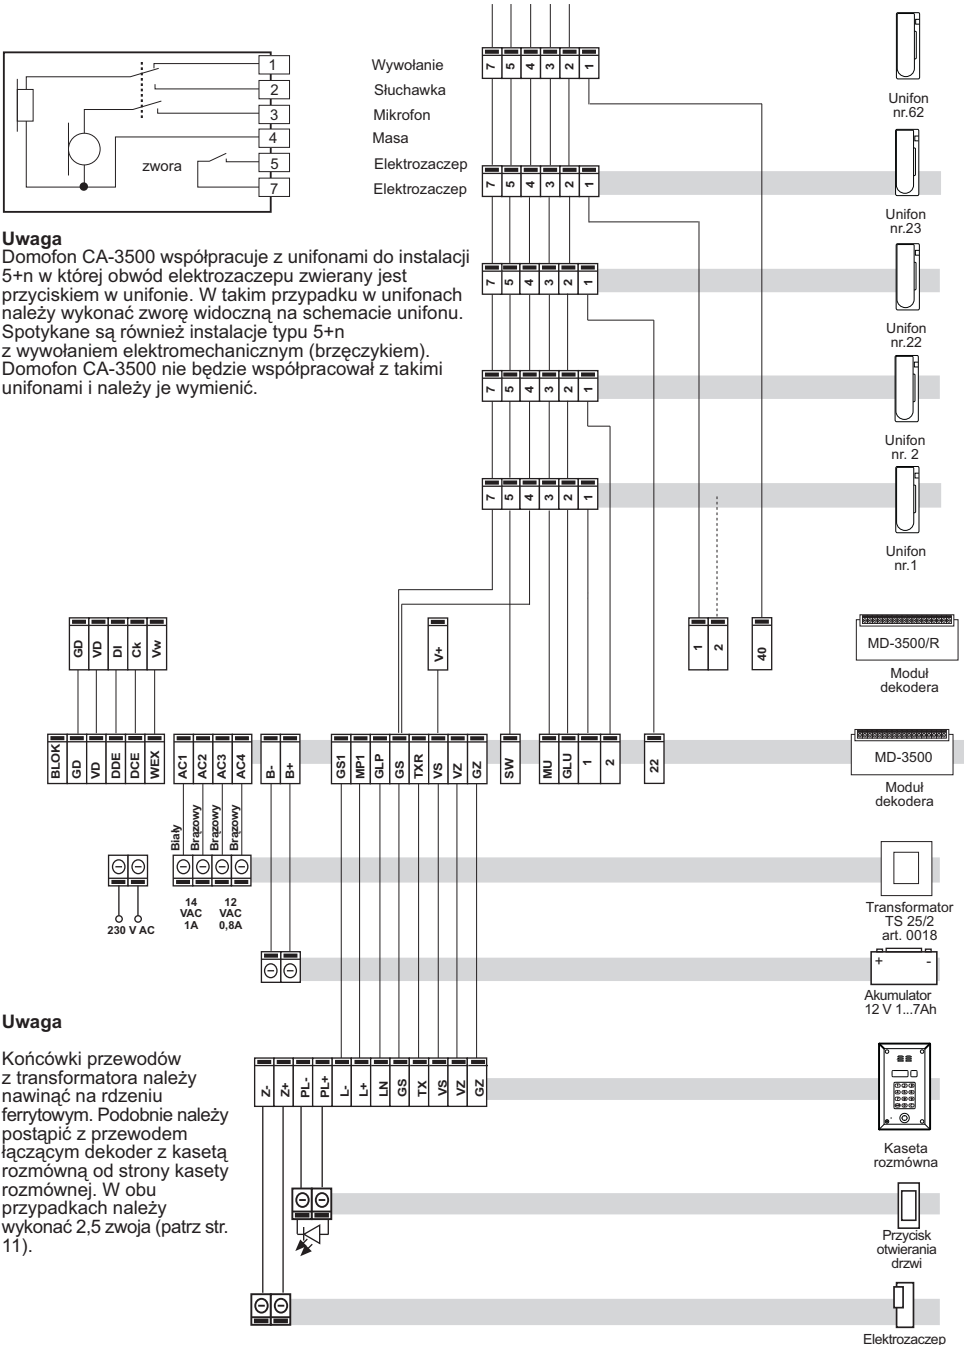 1 Wywołanie
2 Słuchawka
3 Mikrofon
4 Masa
zwora
5 Elektrozaczep
7 Elektrozaczep
7 5 4 3 2 1
Unifon
nr.62
7 5 4 3 2 1
Unifon
nr.23
Uwaga
Domofon CA-3500 współpracuje z unifonami do instalacji
5+n w której obwód elektrozaczepu zwierany jest
przyciskiem w unifonie. W takim przypadku w unifonach
należy wykonać zworę widoczną na schemacie unifonu.
Spotykane są również instalacje typu 5+n
z wywołaniem elektromechanicznym (brzęczykiem).
Domofon CA-3500 nie będzie współpracował z takimi
unifonami i należy je wymienić.
7 5 4 3 2 1
Unifon
nr.22
7 5 4 3 2 1
Unifon
nr. 2
7 5 4 3 2 1
Unifon
nr.1
GD VD DI Ck Vw
V+
1 2
40
MD-3500/R
Moduł
dekodera
BLOK GD VD DDE DCE WEX
AC1 AC2 AC3 AC4
B- B+
GS1 MP1 GLP GS TXR VS VZ GZ
SW
MU GLU 1 2
22
MD-3500
Moduł
dekodera
Biały
Brązowy
Brązowy
Brązowy
230 V AC
14
VAC
1A
12
VAC
0,8A
Transformator
TS 25/2
art. 0018
+ -
Akumulator
12 V 1...7Ah
Uwaga
Końcówki przewodów
z transformatora należy
nawinąć na rdzeniu
ferrytowym. Podobnie należy
postąpić z przewodem
łączącym dekoder z kasetą
rozmówną od strony kasety
rozmównej. W obu
przypadkach należy
wykonać 2,5 zwoja (patrz str.
11).
Z- Z+ PL- PL+ L- L+ LN GS TX VS VZ GZ
Kaseta
rozmówna
Przycisk
otwierania
drzwi
Elektrozaczep